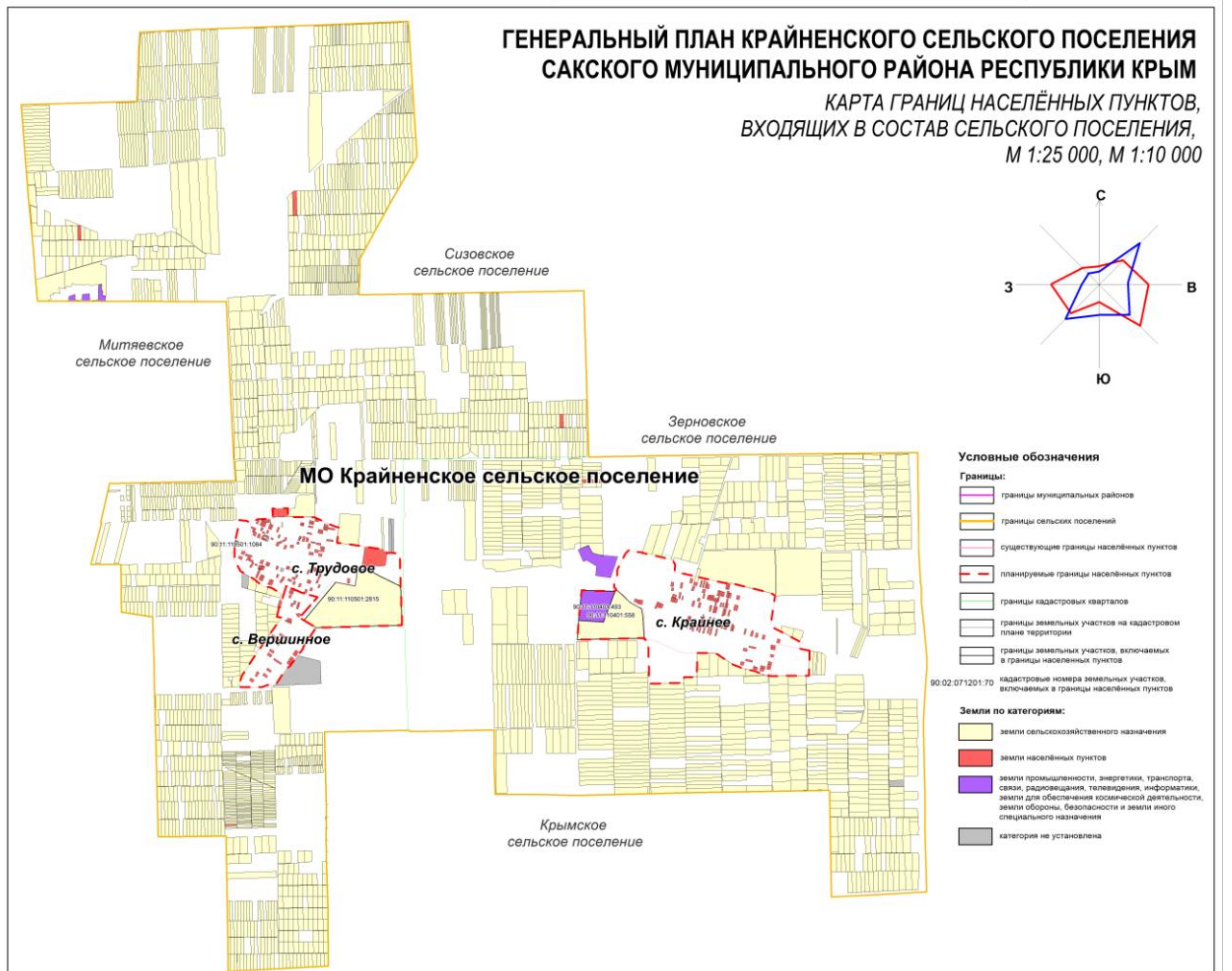 ГЕНЕРАЛЬНЫЙ ПЛАН КРАЙНЕНСКОГО СЕЛЬСКОГО ПОСЕЛЕНИЯ
САКСКОГО МУНИЦИПАЛЬНОГО РАЙОНА РЕСПУБЛИКИ КРЫМ
КАРТА ГРАНИЦ НАСЕЛЁННЫХ ПУНКТОВ,
ВХОДЯЩИХ В СОСТАВ СЕЛЬСКОГО ПОСЕЛЕНИЯ,
М 1:25 000, М 1:10 000
С
З
В
Ю
Сизовское
сельское поселение
Митяевское
сельское поселение
Зерновское
сельское поселение
МО Крайненское сельское поселение
с. Трудовое
90:11:110501:2615
с. Вершинное
с. Крайнее
Крымское
сельское поселение
Условные обозначения
Границы:
границы муниципальных районов
границы сельских поселений
существующие границы населённых пунктов
планируемые границы населённых пунктов
границы кадастровых кварталов
границы земельных участков на кадастровом
плане территории
границы земельных участков, включаемых
в границы населенных пунктов
90:02:071201:70 кадастровые номера земельных участков,
включаемых в границы населённых пунктов
Земли по категориям:
земли сельскохозяйственного назначения
земли населённых пунктов
земли промышленности, энергетики, транспорта,
связи, радиовещания, телевидения, информатики,
земли для обеспечения космической деятельности,
земли обороны, безопасности и земли иного
специального назначения
категория не установлена